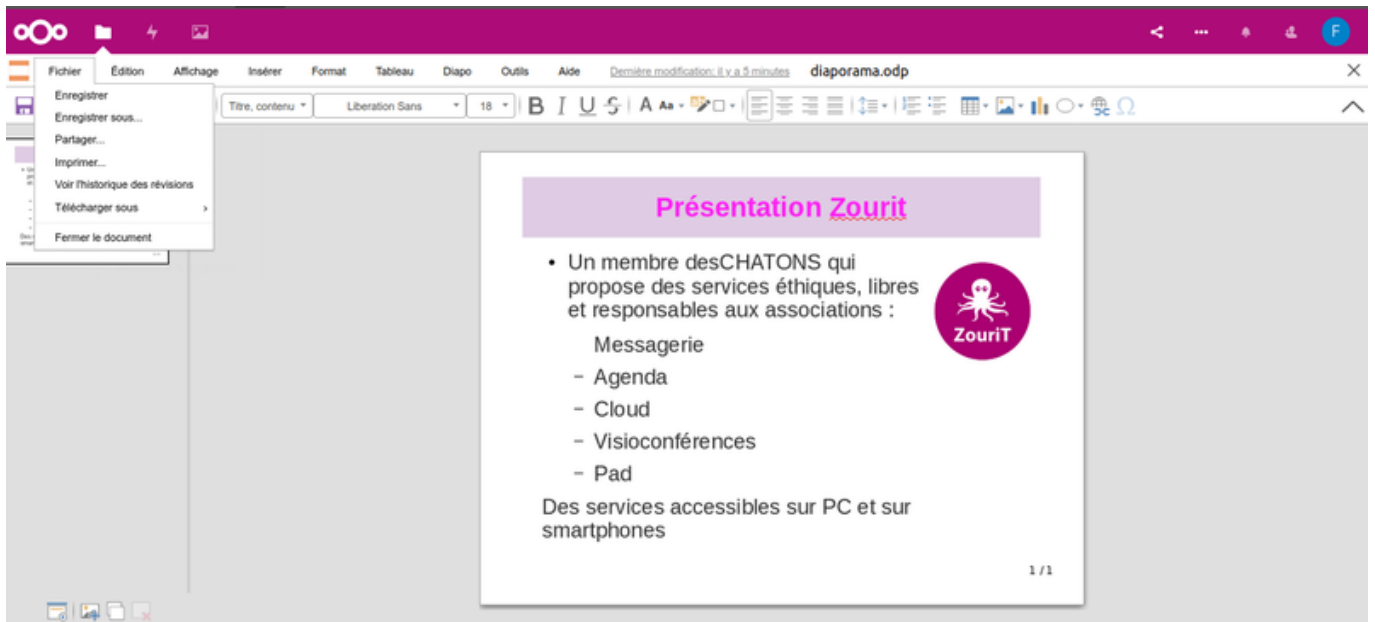 F
Fichier Édition Affichage Insérer Format Tableau Diapo Outils Aide Dernière modification: il y a 5 minutes diaporama.odp
Titre, contenu Liberation Sans 18
Enregistrer
Enregistrer sous...
Partager...
Imprimer...
Voir l'historique des révisions
Télécharger sous
Fermer le document
Présentation Zourit
• Un membre desCHATONS qui
propose des services éthiques, libres
et responsables aux associations :
Messagerie
– Agenda
– Cloud
– Visioconférences
– Pad
Des services accessibles sur PC et sur
smartphones
ZouriT
1 /1